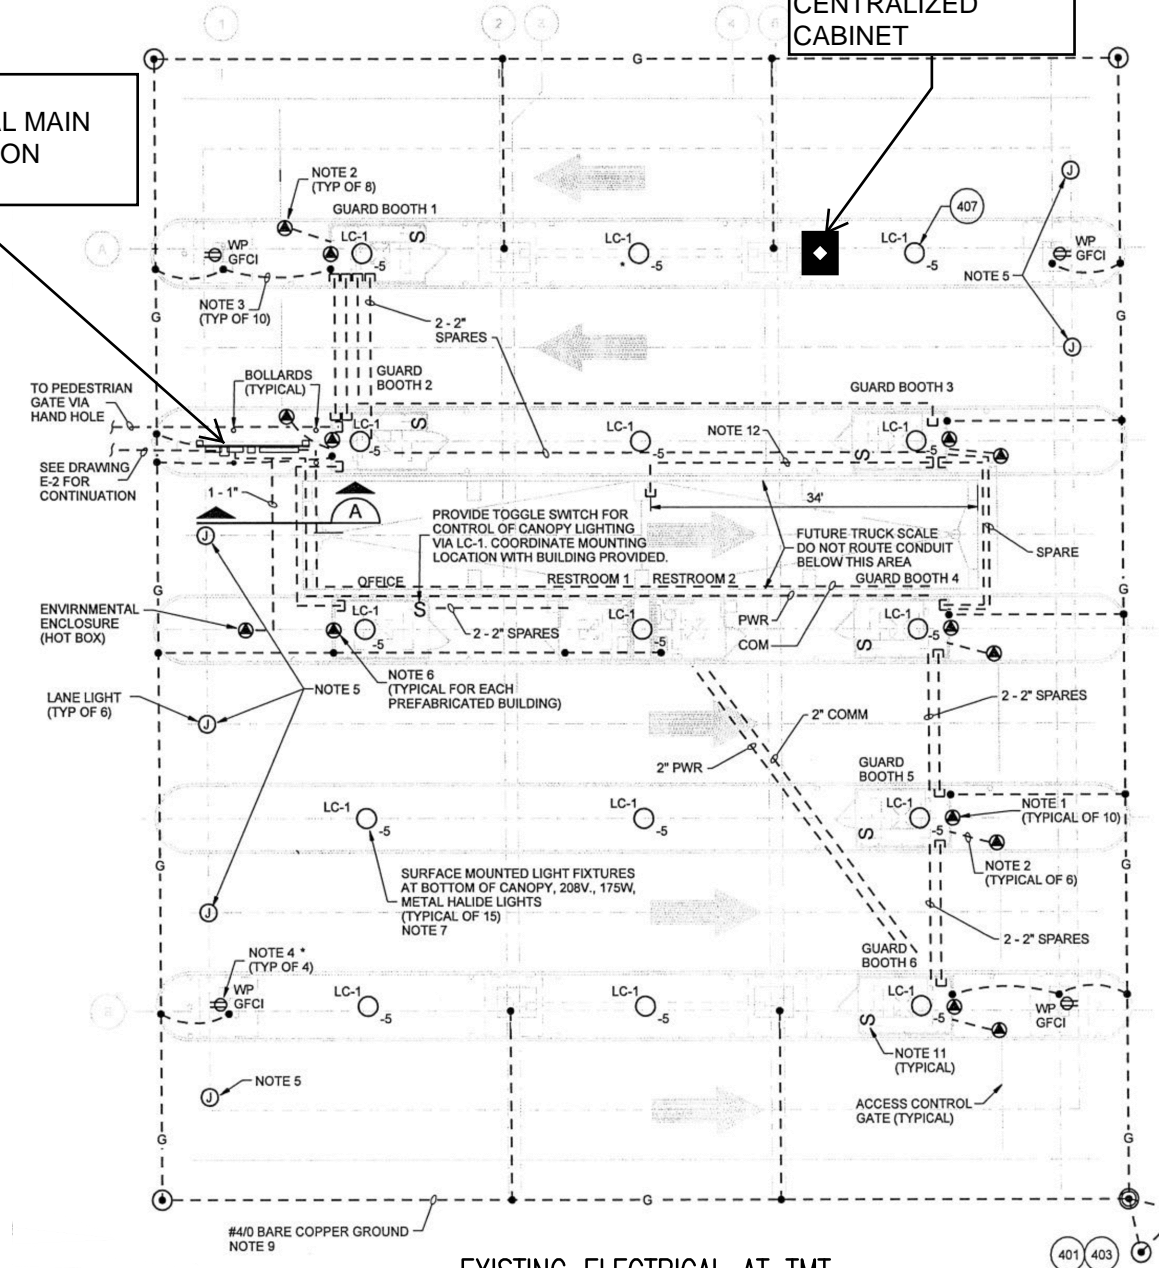 CENTRALIZED
CABINET
1
2
3
4
G
AL MAIN
ION
NOTE 2
(TYP OF 8)
GUARD BOOTH 1
407
A
WP
GFCI
LC-1
-5
S
LC-1
*
-5
LC-1
-5
WP
GFCI
NOTE 5
NOTE 3
(TYP OF 10)
2 - 2"
SPARES
G
G
TO PEDESTRIAN
GATE VIA
HAND HOLE
BOLLARDS
(TYPICAL)
GUARD
BOOTH 2
GUARD BOOTH 3
LC-1
-5
S
LC-1
-5
NOTE 12
LC-1
-5
S
SEE DRAWING
E-2 FOR
CONTINUATION
1 - 1"
A
34'
J
PROVIDE TOGGLE SWITCH FOR
CONTROL OF CANOPY LIGHTING
VIA LC-1. COORDINATE MOUNTING
LOCATION WITH BUILDING PROVIDED.
FUTURE TRUCK SCALE
DO NOT ROUTE CONDUIT
BELOW THIS AREA
SPARE
OFFICE
RESTROOM 1
RESTROOM 2
GUARD BOOTH 4
G
G
ENVIRNMENTAL
ENCLOSURE
(HOT BOX)
LC-1
-5
S
2 - 2" SPARES
LC-1
-5
PWR
COM
LC-1
-5
S
NOTE 6
(TYPICAL FOR EACH
PREFABRICATED BUILDING)
NOTE 5
LANE LIGHT
(TYP OF 6)
J
2" COMM
2" PWR
2 - 2" SPARES
GUARD
BOOTH 5
LC-1
-5
LC-1
-5
LC-1
-5
S
NOTE 1
(TYPICAL OF 10)
G
G
NOTE 2
(TYPICAL OF 6)
SURFACE MOUNTED LIGHT FIXTURES
AT BOTTOM OF CANOPY, 208V., 175W,
METAL HALIDE LIGHTS
(TYPICAL OF 15)
NOTE 7
J
2 - 2" SPARES
NOTE 4 *
(TYP OF 4)
GUARD
BOOTH 6
B
WP
GFCI
LC-1
-5
LC-1
-5
LC-1
-5
S
WP
GFCI
NOTE 11
(TYPICAL)
J
NOTE 5
ACCESS CONTROL
GATE (TYPICAL)
G
G
G
#4/0 BARE COPPER GROUND
NOTE 9
401
403
EXISTING ELECTRICAL AT TMT